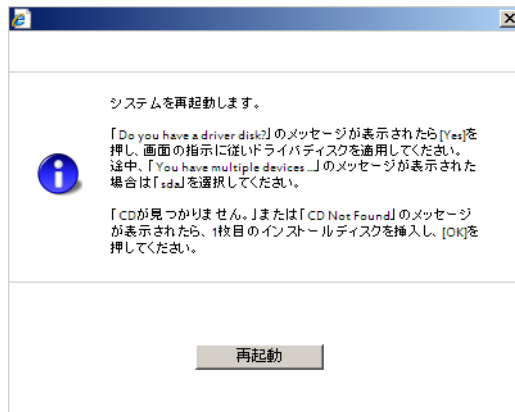 システムを再起動します。
「Do you have a driver disk?」のメッセージが表示されたら[Yes]を
押し、画面の指示に従いドライバディスクを適用してください。
途中、「You have multiple devices...」のメッセージが表示された
場合は「sda」を選択してください。
「CDが見つかりません。」または「CD Not Found」のメッセージ
が表示されたら、1枚目のインストールディスクを挿入し、[OK]を
押してください。
再起動